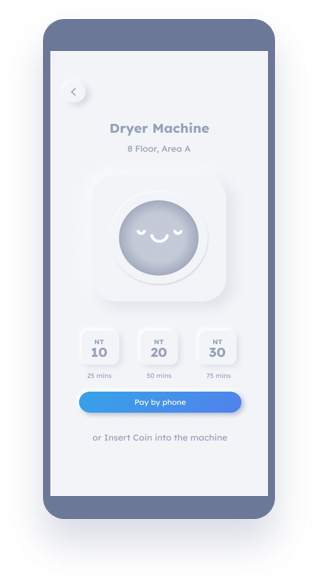 Dryer Machine
8 Floor, Area A
NT NT NT
10 20 30
25 mins 50 mins 75 mins
Pay by phone
or Insert Coin into the machine